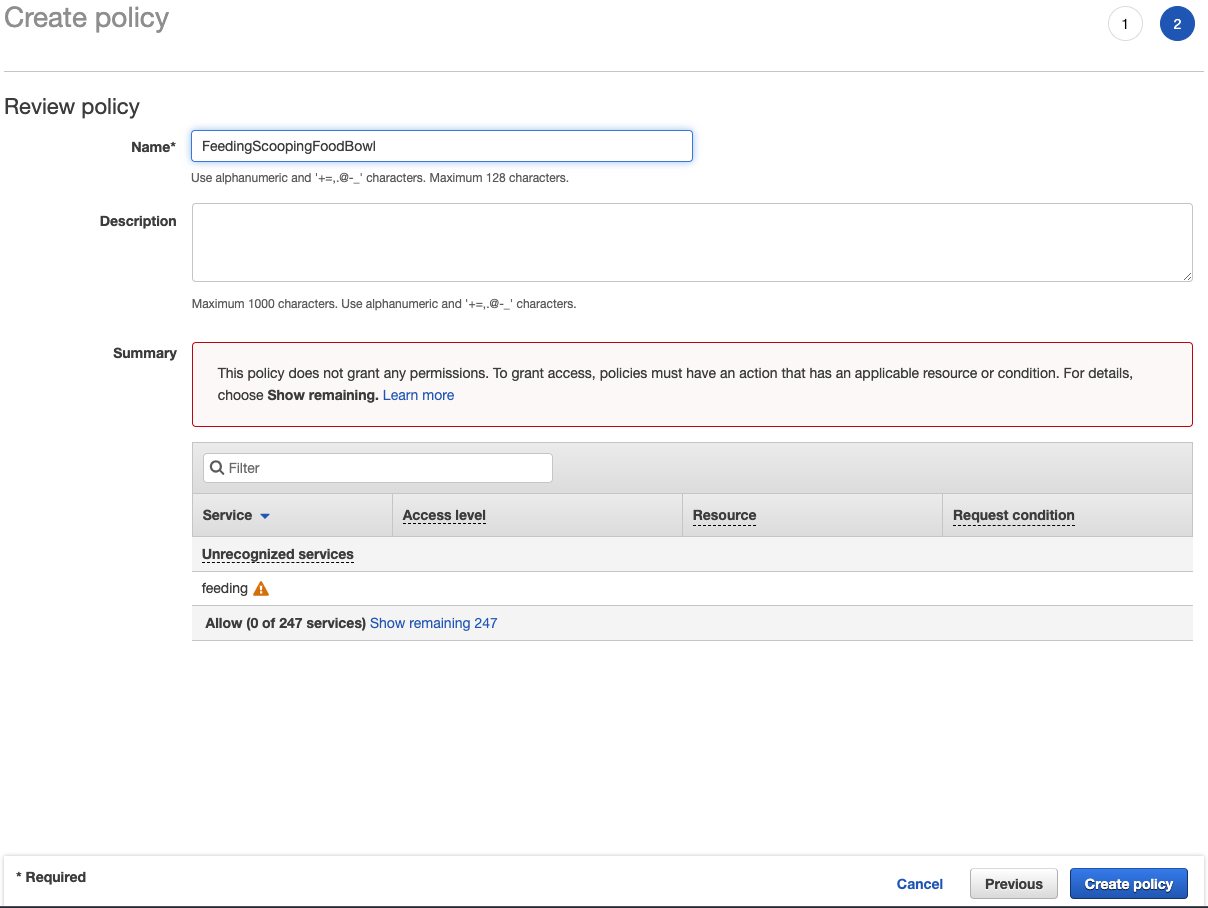 Create policy
1
2
Review policy
Name*
FeedingScoopingFoodBowl
Use alphanumeric and '+=,.@-_' characters. Maximum 128 characters.
Description
Maximum 1000 characters. Use alphanumeric and '+=,.@-_' characters.
Summary
This policy does not grant any permissions. To grant access, policies must have an action that has an applicable resource or condition. For details,
choose Show remaining. Learn more
Filter
Service
Access level
Resource
Request condition
Unrecognized services
feeding
Allow (0 of 247 services) Show remaining 247
* Required
Cancel
Previous
Create policy